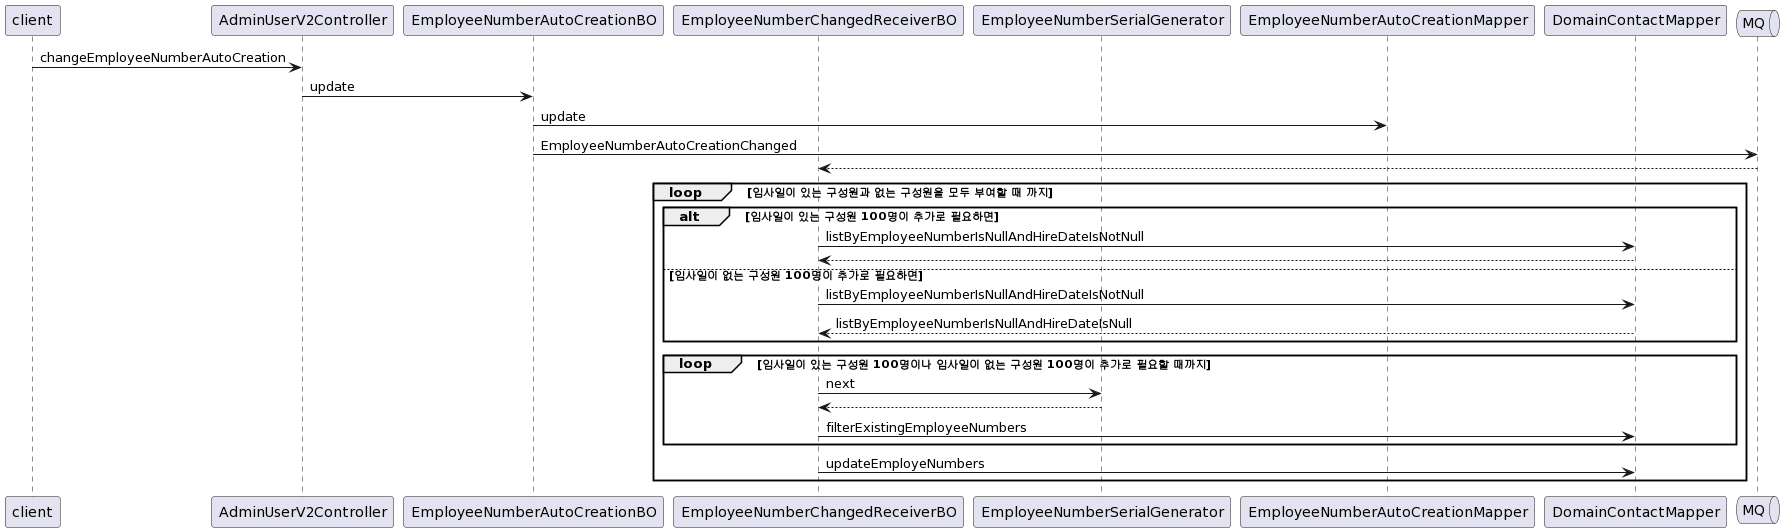 client AdminUserV2Controller EmployeeNumberAutoCreationBO EmployeeNumberChangedReceiverBO EmployeeNumberSerialGenerator EmployeeNumberAutoCreationMapper DomainContactMapper MQ
changeEmployeeNumberAutoCreation
update
update
EmployeeNumberAutoCreationChanged
loop [입사일이 있는 구성원과 없는 구성원을 모두 부여할 때 까지]
alt [입사일이 있는 구성원 100명이 추가로 필요하면]
listByEmployeeNumberIsNullAndHireDateIsNotNull
[입사일이 없는 구성원 100명이 추가로 필요하면]
listByEmployeeNumberIsNullAndHireDateIsNotNull
listByEmployeeNumberIsNullAndHireDateIsNull
loop [입사일이 있는 구성원 100명이나 입사일이 없는 구성원 100명이 추가로 필요할 때까지]
next
filterExistingEmployeeNumbers
updateEmployeNumbers
client AdminUserV2Controller EmployeeNumberAutoCreationBO EmployeeNumberChangedReceiverBO EmployeeNumberSerialGenerator EmployeeNumberAutoCreationMapper DomainContactMapper MQ